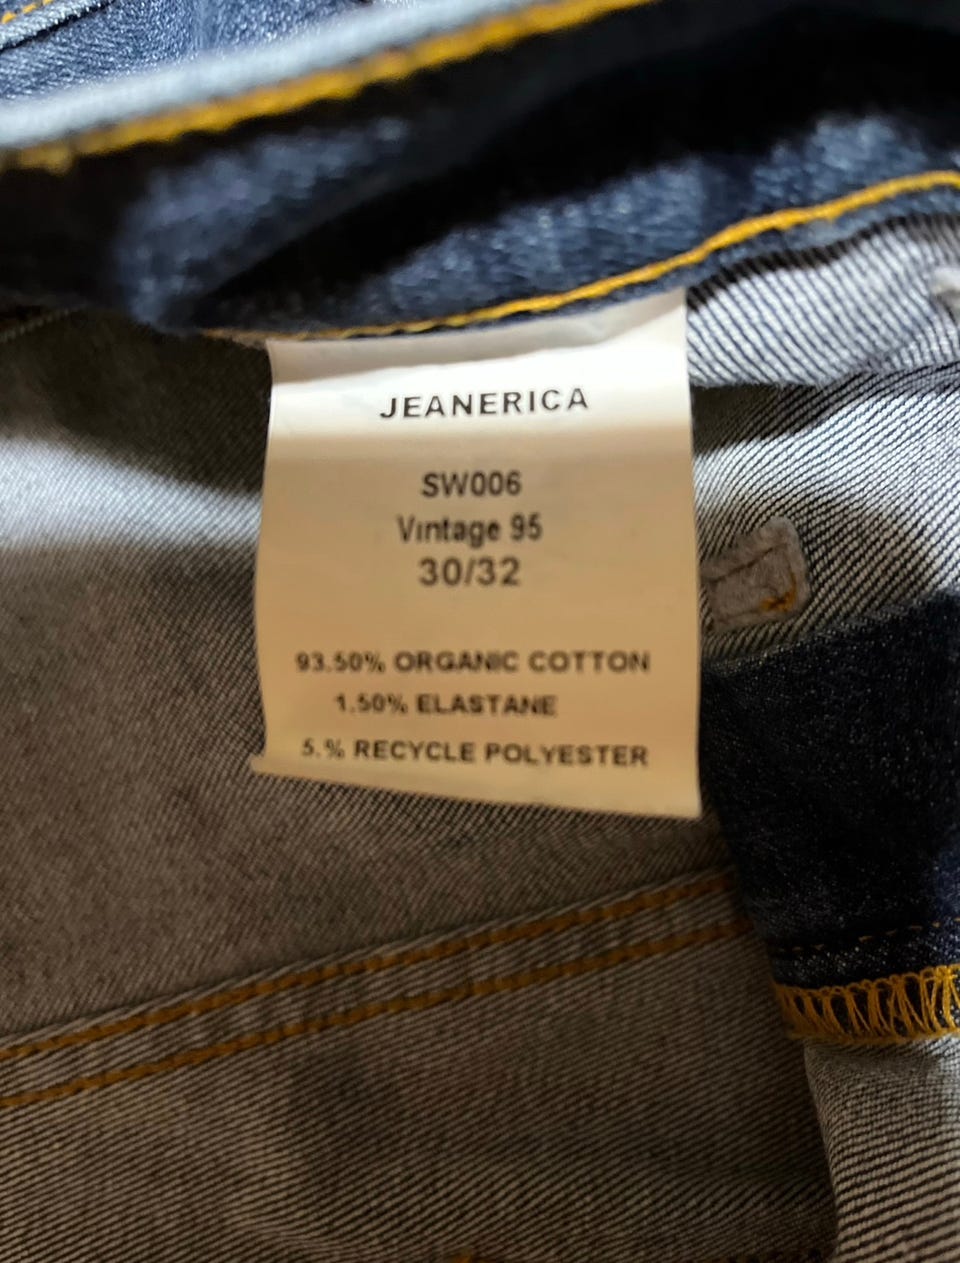 JEANERICA
SW006
Vintage 95
30/32
93.50% ORGANIC COTTON
1.50% ELASTANE
5.% RECYCLE POLYESTER